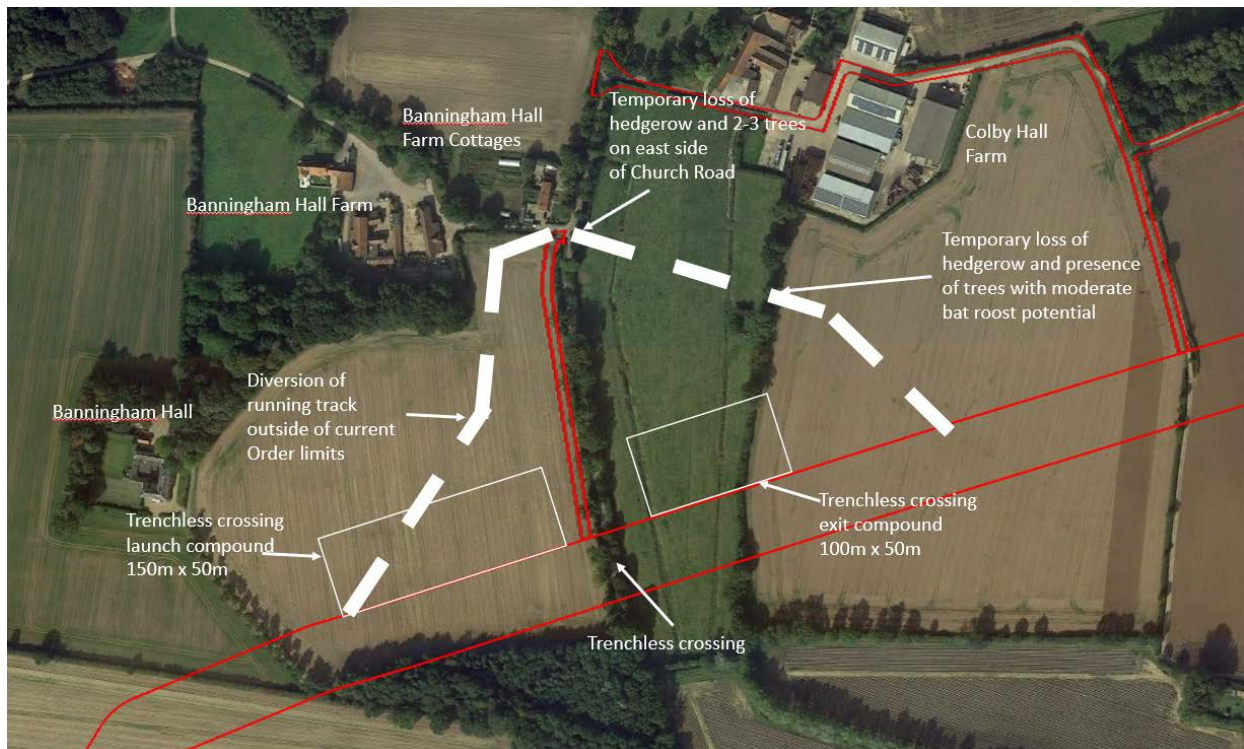 Banningham Hall
Farm Cottages
Temporary loss of
hedgerow and 2-3 trees
on east side
of Church Road
Colby Hall
Farm
Banningham Hall Farm
Temporary loss of
hedgerow and presence
of trees with moderate
bat roost potential
Diversion of
running track
outside of current
Order limits
Banningham Hall
Trenchless crossing
launch compound
150m x 50m
Trenchless crossing
exit compound
100m x 50m
Trenchless crossing